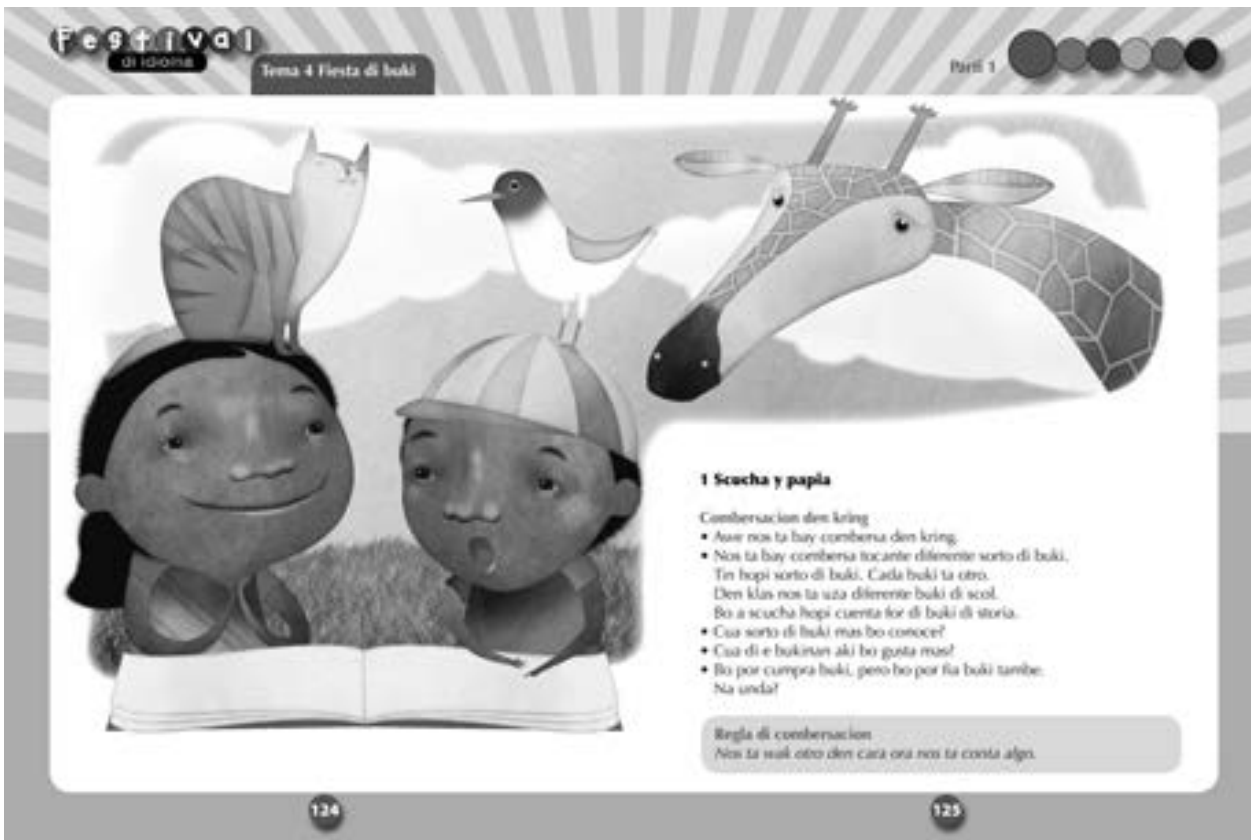 Festival
di idioma
Tema 4 Fiesta di buki
Parti 1
1 Scucha y papia
Combersacion den kring
• Awe nos ta bay combersa den kring.
• Nos ta bay combersa tocante diferente sorto di buki.
Tin hopi sorto di buki. Cada buki ta otro.
Den klas nos ta uza diferente buki di scol.
Bo a scucha hopi cuenta for di buki di storia.
• Cua sorto di buki mas bo conoce?
• Cua di e bukinan aki bo gusta mas?
• Bo por cumpra buki, pero bo por fia buki tambe.
Na unda?
Regla di combersacion
Nos ta wak otro den cara ora nos ta conta algo.
124
125